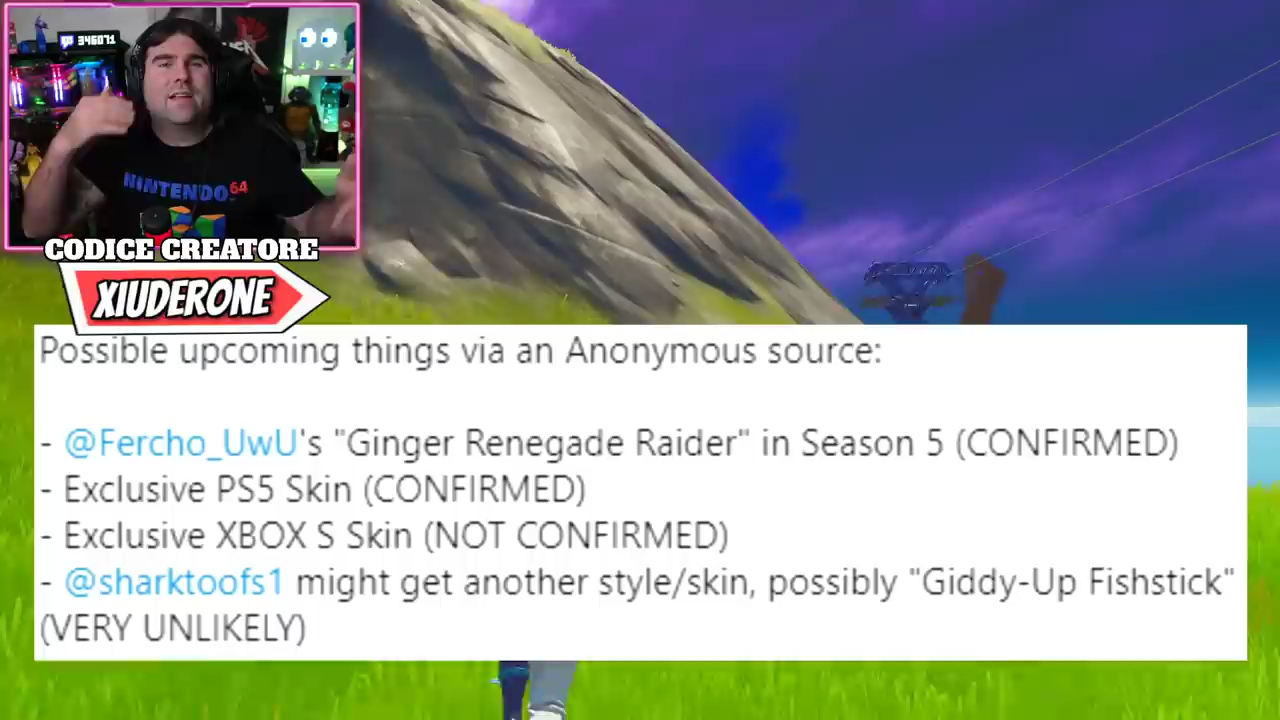 346071
NINTENDO 64
CODICE CREATORE
XIUDERONE
Possible upcoming things via an Anonymous source:
- @Fercho_UwU's "Ginger Renegade Raider" in Season 5 (CONFIRMED)
- Exclusive PS5 Skin (CONFIRMED)
- Exclusive XBOX S Skin (NOT CONFIRMED)
- @sharktoofs1 might get another style/skin, possibly "Giddy-Up Fishstick"
(VERY UNLIKELY)